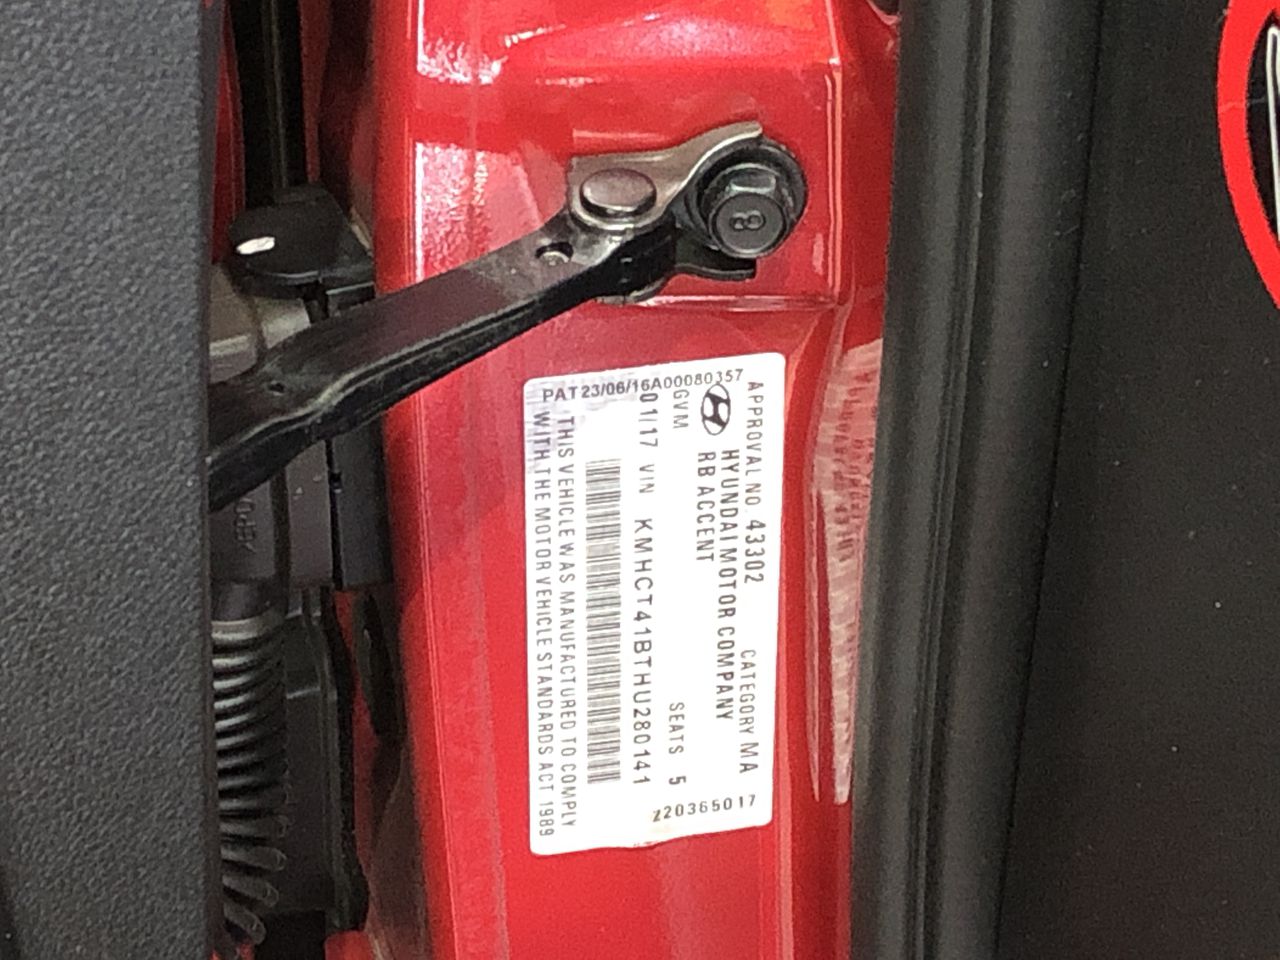 8
PAT23/06/16A00080357
APPROVAL NO. 43302 CATEGORY MA
HYUNDAI MOTOR COMPANY
RB ACCENT
GVM SEATS 5
01/17 VIN KMHCT41BTHU280141
THIS VEHICLE WAS MANUFACTURED TO COMPLY
WITH THE MOTOR VEHICLE STANDARDS ACT 1989
Z20365017